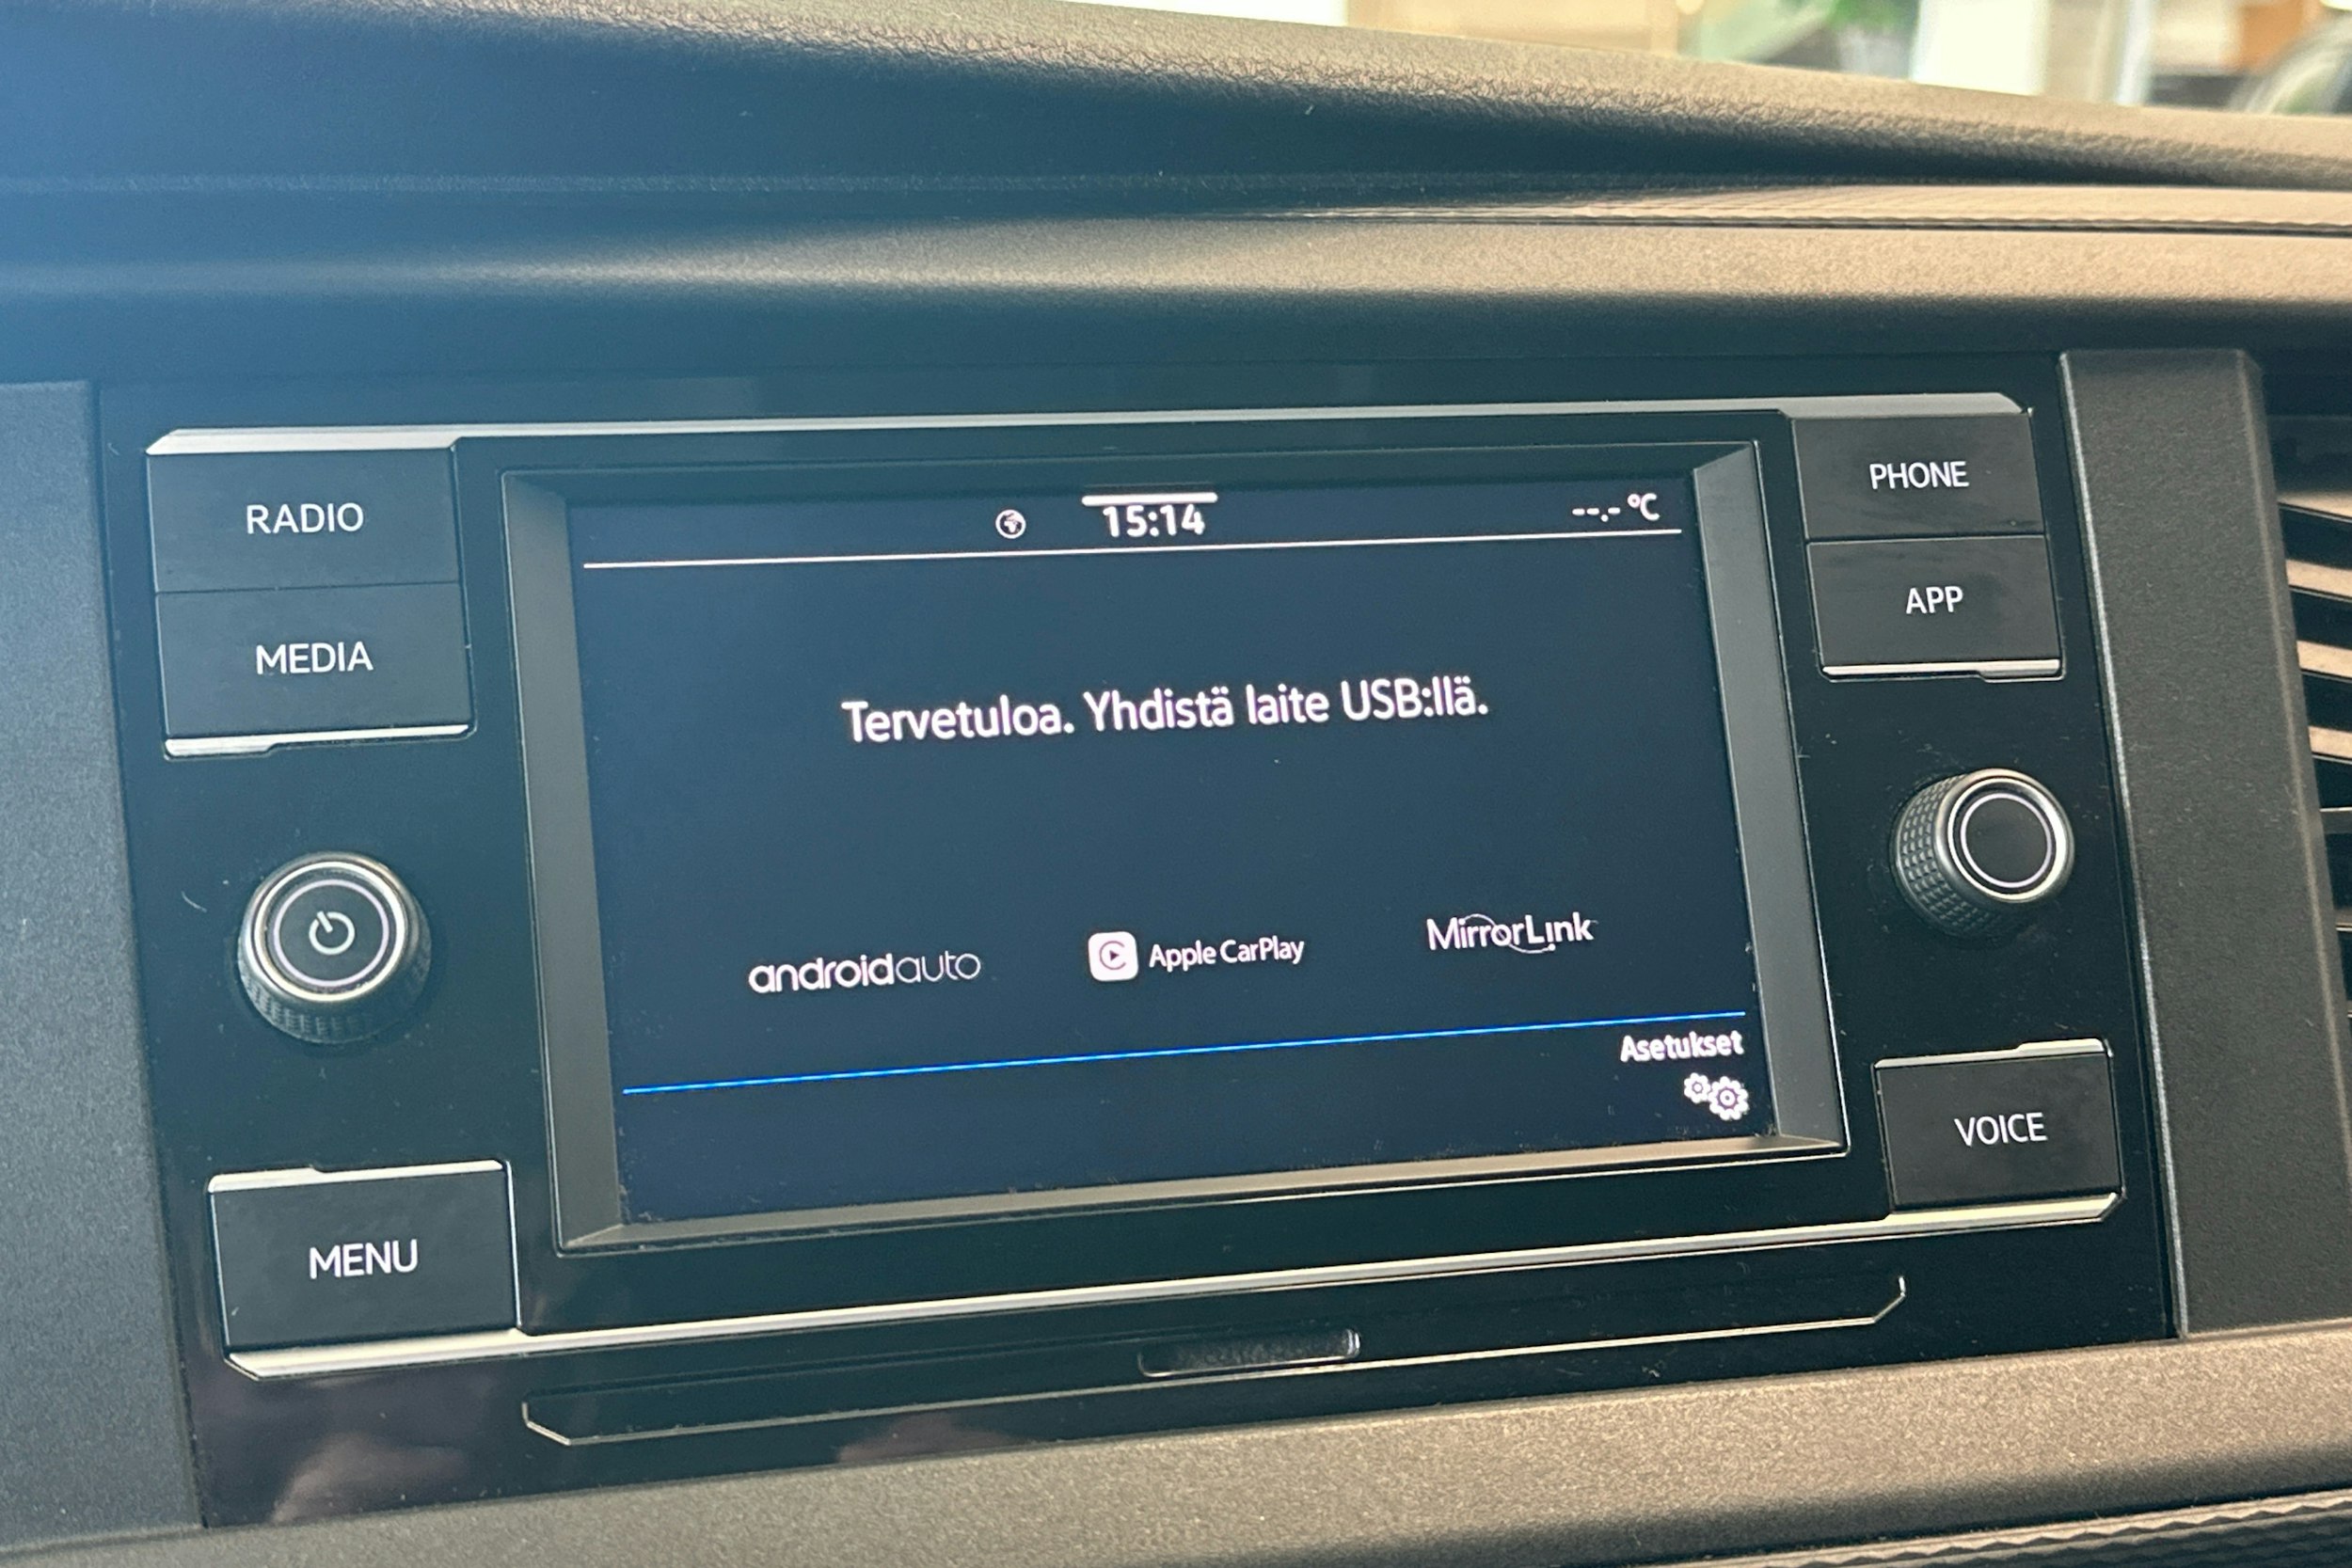 RADIO
MEDIA
MENU
15:14
--.- °C
Tervetuloa. Yhdistä laite USB:llä.
androidauto
Apple CarPlay
MirrorLink
Asetukset
PHONE
APP
VOICE